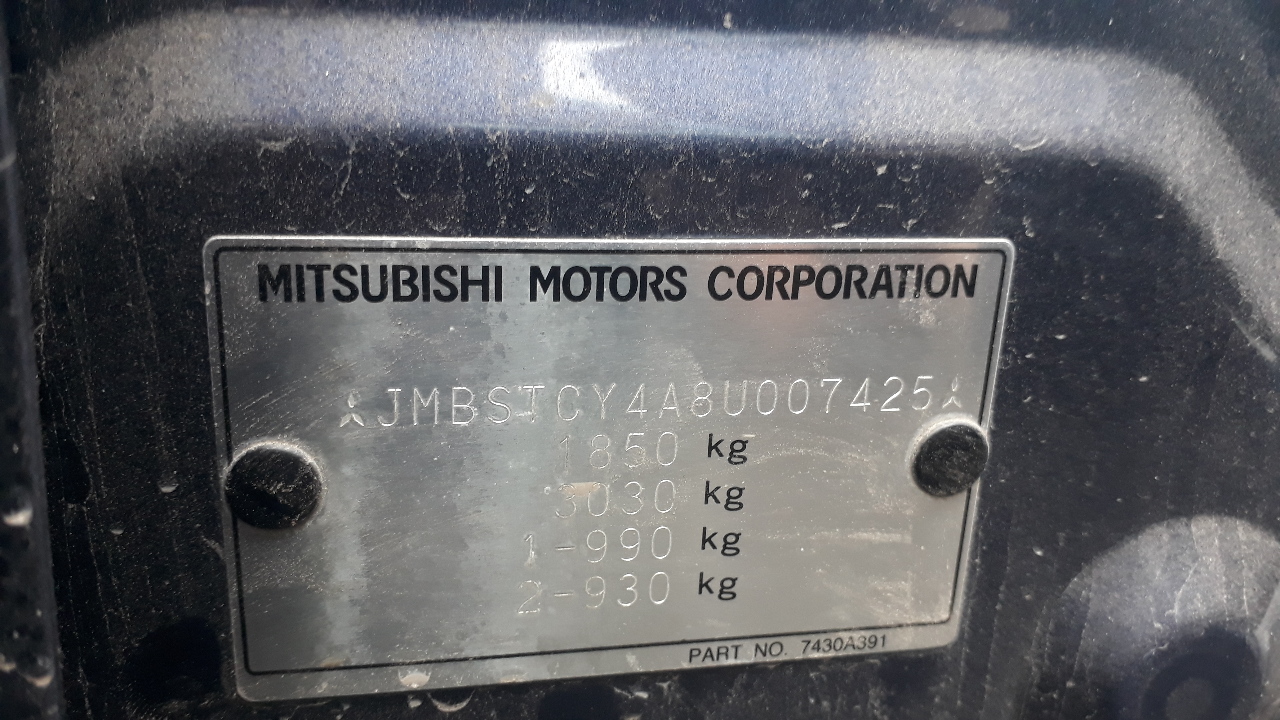 MITSUBISHI MOTORS CORPORATION
JMBSTCY4A8U007425
1850 kg
3030 kg
1-990 kg
2-930 kg
PART NO. 7430A391